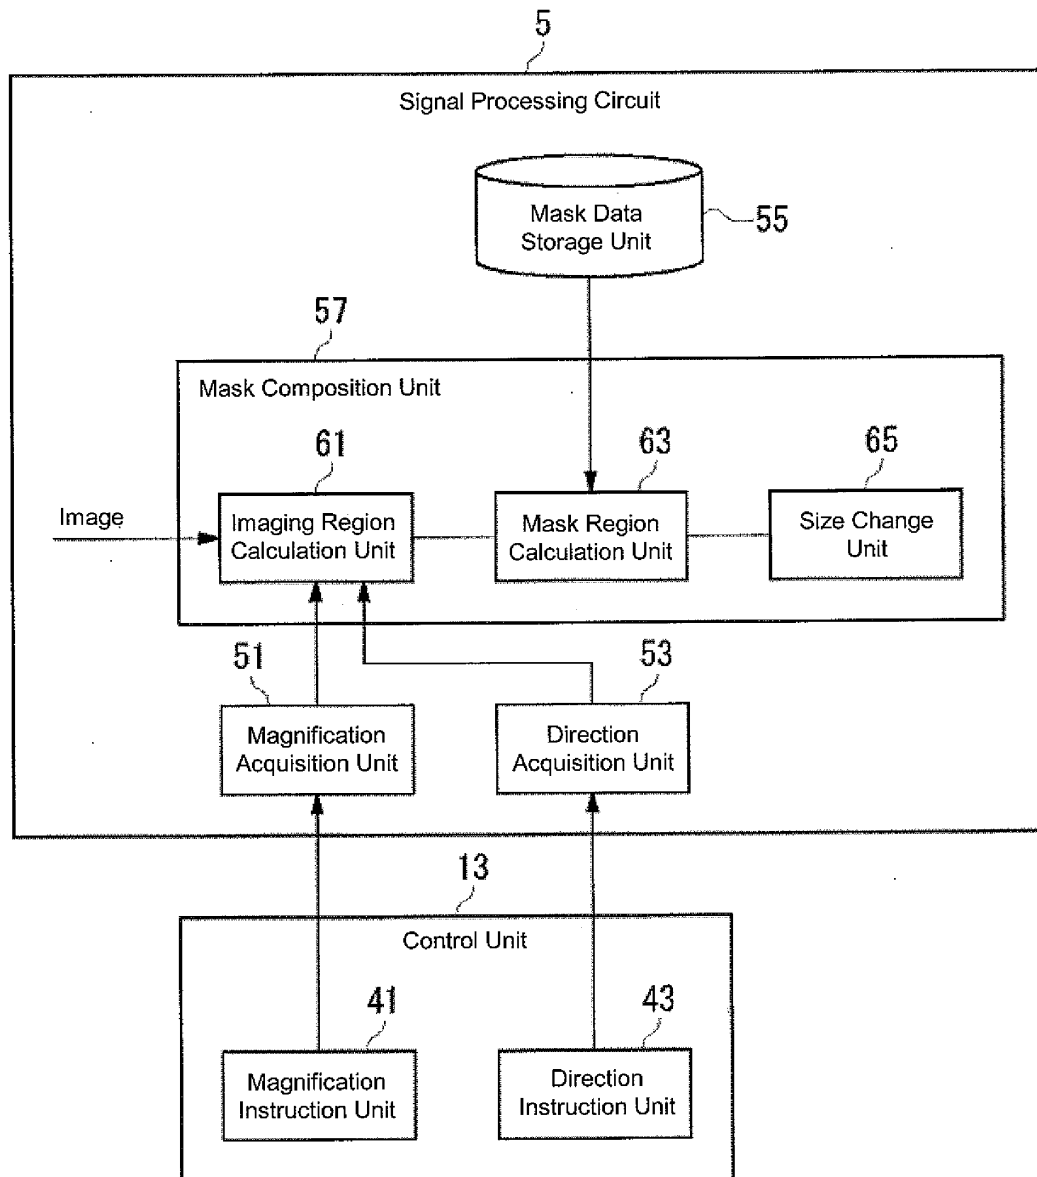 5
Signal Processing Circuit
Mask Data
Storage Unit
55
57
Mask Composition Unit
61
63
65
Image
Imaging Region
Calculation Unit
Mask Region
Calculation Unit
Size Change
Unit
51
53
Magnification
Acquisition Unit
Direction
Acquisition Unit
13
Control Unit
41
43
Magnification
Instruction Unit
Direction
Instruction Unit